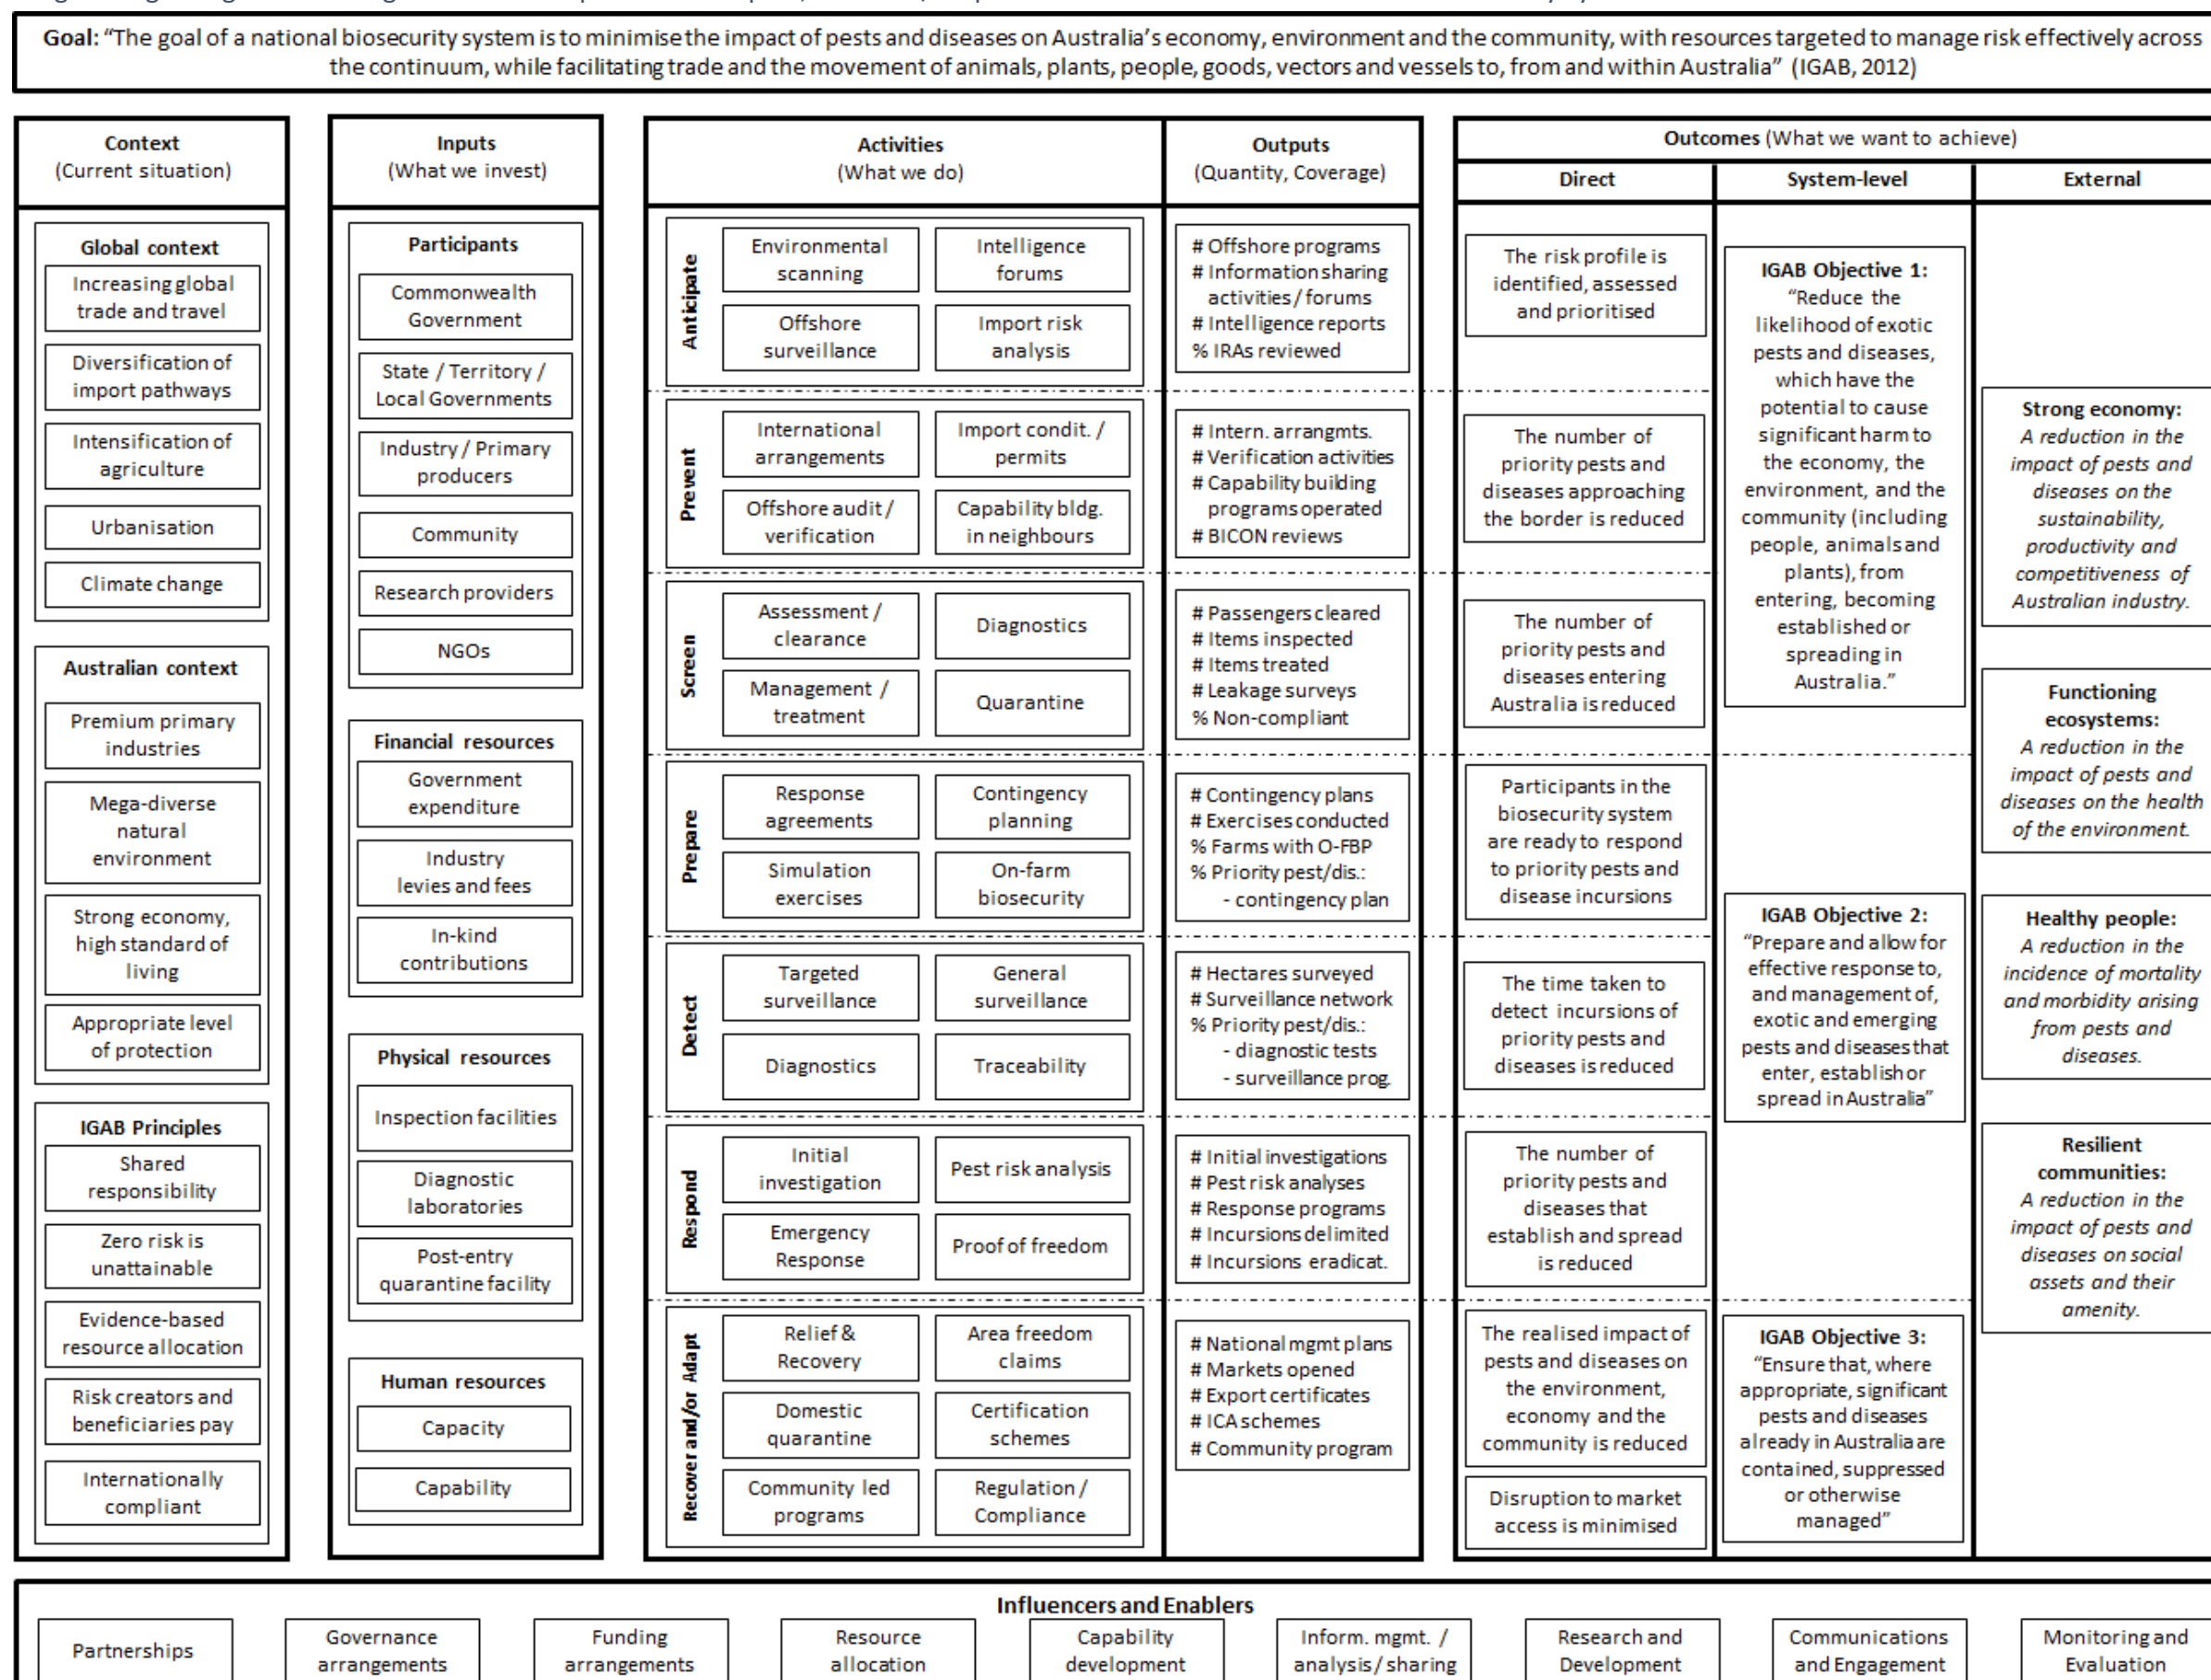 Goal: “The goal of a national biosecurity system is to minimise the impact of pests and diseases on Australia’s economy, environment and the community, with resources targeted to manage risk effectively across
the continuum, while facilitating trade and the movement of animals, plants, people, goods, vectors and vessels to, from and within Australia” (IGAB, 2012)
Context
(Current situation)
Global context
Increasing global
trade and travel
Diversification of
import pathways
Intensification of
agriculture
Urbanisation
Climate change
Australian context
Premium primary
industries
Mega-diverse
natural
environment
Strong economy,
high standard of
living
Appropriate level
of protection
IGAB Principles
Shared
responsibility
Zero risk is
unattainable
Evidence-based
resource allocation
Risk creators and
beneficiaries pay
Internationally
compliant
Inputs
(What we invest)
Participants
Commonwealth
Government
State / Territory /
Local Governments
Industry / Primary
producers
Community
Research providers
NGOs
Financial resources
Government
expenditure
Industry
levies and fees
In-kind
contributions
Physical resources
Inspection facilities
Diagnostic
laboratories
Post-entry
quarantine facility
Human resources
Capacity
Capability
Activities
(What we do)
Anticipate
Environmental
scanning
Intelligence
forums
Offshore
surveillance
Import risk
analysis
Prevent
International
arrangements
Import condit. /
permits
Offshore audit /
verification
Capability bldg.
in neighbours
Screen
Assessment /
clearance
Diagnostics
Management /
treatment
Quarantine
Prepare
Response
agreements
Contingency
planning
Simulation
exercises
On-farm
biosecurity
Detect
Targeted
surveillance
General
surveillance
Diagnostics
Traceability
Respond
Initial
investigation
Pest risk analysis
Emergency
Response
Proof of freedom
Recover and/or Adapt
Relief &
Recovery
Area freedom
claims
Domestic
quarantine
Certification
schemes
Community led
programs
Regulation /
Compliance
Outputs
(Quantity, Coverage)
# Offshore programs
# Information sharing
activities / forums
# Intelligence reports
% IRAs reviewed
# Intern. arrangmts.
# Verification activities
# Capability building
programs operated
# BICON reviews
# Passengers cleared
# Items inspected
# Items treated
# Leakage surveys
% Non-compliant
# Contingency plans
# Exercises conducted
% Farms with O-FBP
% Priority pest/dis.:
- contingency plan
# Hectares surveyed
# Surveillance network
% Priority pest/dis.:
- diagnostic tests
- surveillance prog.
# Initial investigations
# Pest risk analyses
# Response programs
# Incursions delimited
# Incursions eradicat.
# National mgmt plans
# Markets opened
# Export certificates
# ICA schemes
# Community program
Outcomes (What we want to achieve)
Direct
The risk profile is
identified, assessed
and prioritised
The number of
priority pests and
diseases approaching
the border is reduced
The number of
priority pests and
diseases entering
Australia is reduced
Participants in the
biosecurity system
are ready to respond
to priority pests and
disease incursions
The time taken to
detect incursions of
priority pests and
diseases is reduced
The number of
priority pests and
diseases that
establish and spread
is reduced
The realised impact of
pests and diseases on
the environment,
economy and the
community is reduced
Disruption to market
access is minimised
System-level
IGAB Objective 1:
“Reduce the
likelihood of exotic
pests and diseases,
which have the
potential to cause
significant harm to
the economy, the
environment, and the
community (including
people, animals and
plants), from
entering, becoming
established or
spreading in
Australia.”
IGAB Objective 2:
“Prepare and allow for
effective response to,
and management of,
exotic and emerging
pests and diseases that
enter, establish or
spread in Australia”
IGAB Objective 3:
“Ensure that, where
appropriate, significant
pests and diseases
already in Australia are
contained, suppressed
or otherwise
managed”
External
Strong economy:
A reduction in the
impact of pests and
diseases on the
sustainability,
productivity and
competitiveness of
Australian industry.
Functioning
ecosystems:
A reduction in the
impact of pests and
diseases on the health
of the environment.
Healthy people:
A reduction in the
incidence of mortality
and morbidity arising
from pests and
diseases.
Resilient
communities:
A reduction in the
impact of pests and
diseases on social
assets and their
amenity.
Influencers and Enablers
Partnerships
Governance
arrangements
Funding
arrangements
Resource
allocation
Capability
development
Inform. mgmt. /
analysis / sharing
Research and
Development
Communications
and Engagement
Monitoring and
Evaluation